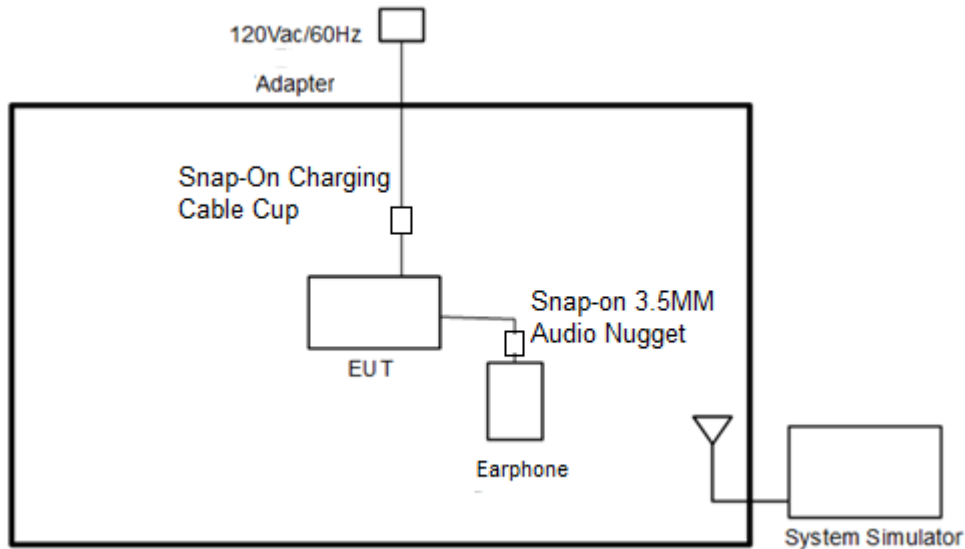 120Vac/60Hz
Adapter
Snap-On Charging
Cable Cup
Snap-on 3.5MM
Audio Nugget
EUT
Earphone
System Simulator